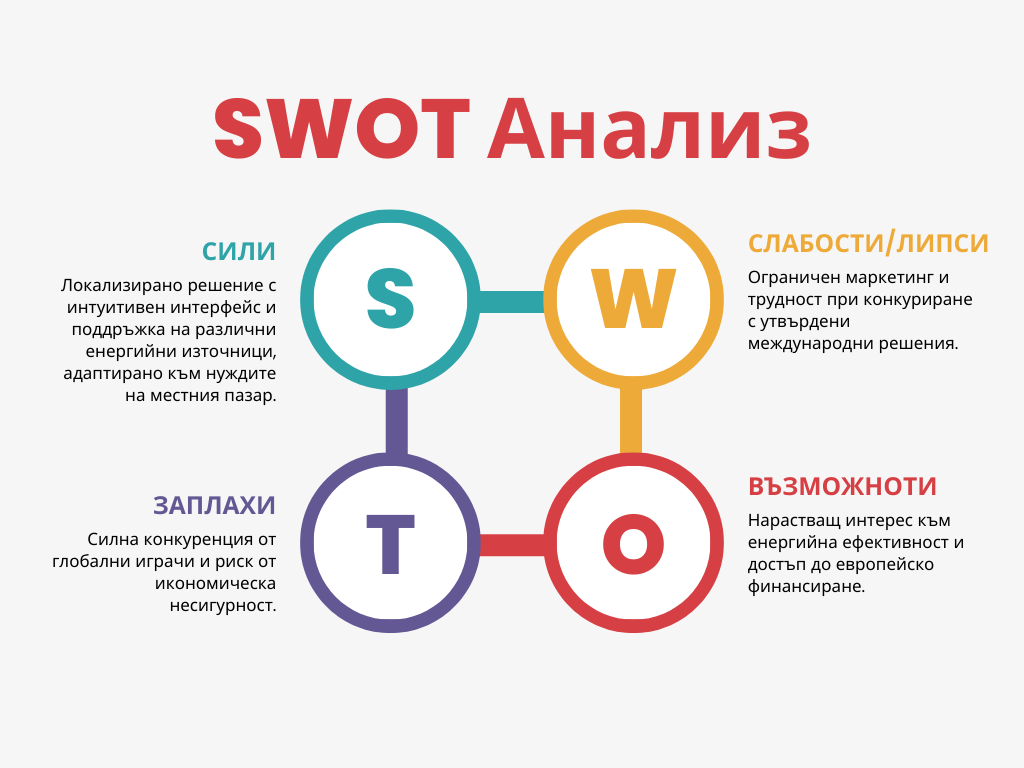 SWOT Анализ
СИЛИ
Локализирано решение с
интуитивен интерфейс и
поддръжка на различни
енергийни източници,
адаптирано към нуждите
на местния пазар.
S
W
СЛАБОСТИ/ЛИПСИ
Ограничен маркетинг и
трудност при конкуриране
с утвърдени
международни решения.
ЗАПЛАХИ
Силна конкуренция от
глобални играчи и риск от
икономическа
несигурност.
T
O
ВЪЗМОЖНОТИ
Нарастващ интерес към
енергийна ефективност и
достъп до европейско
финансиране.